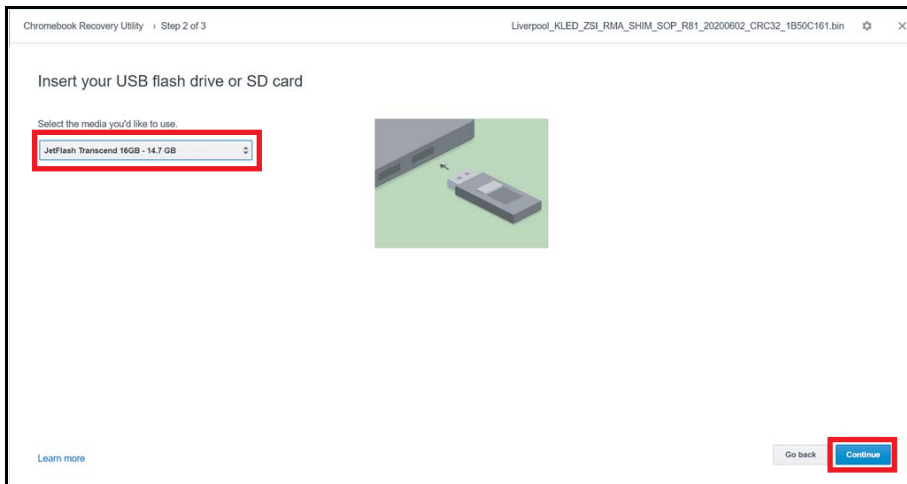 Chromebook Recovery Utility › Step 2 of 3
Liverpool_KLED_ZSI_RMA_SHIM_SOP_R81_20200602_CRC32_1B50C161.bin
Insert your USB flash drive or SD card
Select the media you'd like to use.
JetFlash Transcend 16GB - 14.7 GB
Learn more
Go back
Continue